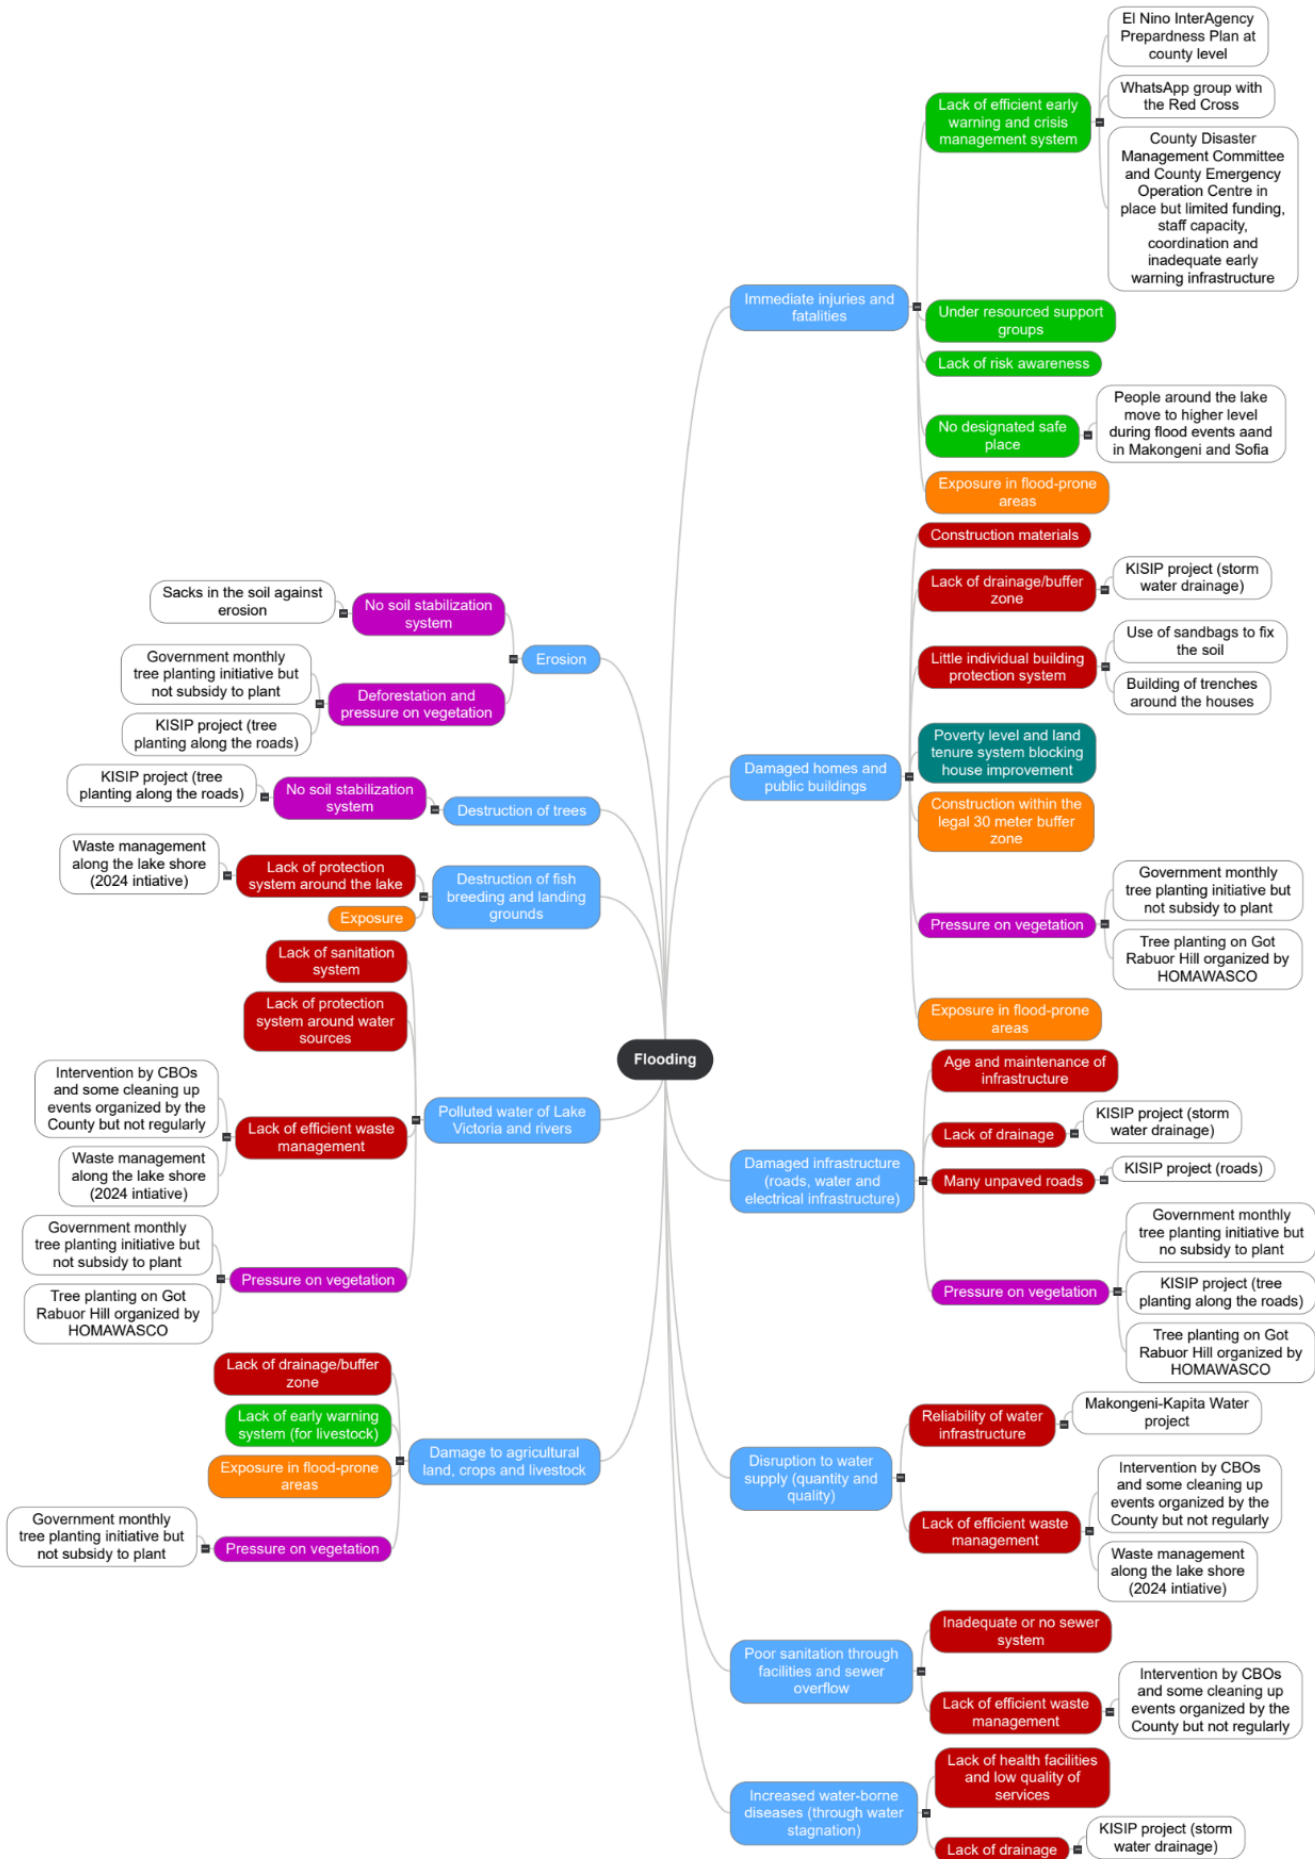 Flooding
Immediate injuries and
fatalities
Lack of efficient early
warning and crisis
management system
El Nino InterAgency
Prepardness Plan at
county level
WhatsApp group with
the Red Cross
County Disaster
Management Committee
and County Emergency
Operation Centre in
place but limited funding,
staff capacity,
coordination and
inadequate early
warning infrastructure
Under resourced support
groups
Lack of risk awareness
No designated safe
place
People around the lake
move to higher level
during flood events aand
in Makongeni and Sofia
Exposure in flood-prone
areas
Damaged homes and
public buildings
Construction materials
Lack of drainage/buffer
zone
KISIP project (storm
water drainage)
Little individual building
protection system
Use of sandbags to fix
the soil
Building of trenches
around the houses
Poverty level and land
tenure system blocking
house improvement
Construction within the
legal 30 meter buffer
zone
Pressure on vegetation
Government monthly
tree planting initiative but
not subsidy to plant
Tree planting on Got
Rabuor Hill organized by
HOMAWASCO
Exposure in flood-prone
areas
Damaged infrastructure
(roads, water and
electrical infrastructure)
Age and maintenance of
infrastructure
Lack of drainage
KISIP project (storm
water drainage)
Many unpaved roads
KISIP project (roads)
Pressure on vegetation
Government monthly
tree planting initiative but
no subsidy to plant
KISIP project (tree
planting along the roads)
Tree planting on Got
Rabuor Hill organized by
HOMAWASCO
Disruption to water
supply (quantity and
quality)
Reliability of water
infrastructure
Makongeni-Kapita Water
project
Lack of efficient waste
management
Intervention by CBOs
and some cleaning up
events organized by the
County but not regularly
Waste management
along the lake shore
(2024 intiative)
Poor sanitation through
facilities and sewer
overflow
Inadequate or no sewer
system
Lack of efficient waste
management
Intervention by CBOs
and some cleaning up
events organized by the
County but not regularly
Increased water-borne
diseases (through water
stagnation)
Lack of health facilities
and low quality of
services
Lack of drainage
KISIP project (storm
water drainage)
Erosion
No soil stabilization
system
Sacks in the soil against
erosion
Deforestation and
pressure on vegetation
Government monthly
tree planting initiative but
not subsidy to plant
KISIP project (tree
planting along the roads)
Destruction of trees
No soil stabilization
system
KISIP project (tree
planting along the roads)
Destruction of fish
breeding and landing
grounds
Lack of protection
system around the lake
Waste management
along the lake shore
(2024 intiative)
Exposure
Polluted water of Lake
Victoria and rivers
Lack of sanitation
system
Lack of protection
system around water
sources
Lack of efficient waste
management
Intervention by CBOs
and some cleaning up
events organized by the
County but not regularly
Waste management
along the lake shore
(2024 intiative)
Pressure on vegetation
Government monthly
tree planting initiative but
not subsidy to plant
Tree planting on Got
Rabuor Hill organized by
HOMAWASCO
Damage to agricultural
land, crops and livestock
Lack of drainage/buffer
zone
Lack of early warning
system (for livestock)
Exposure in flood-prone
areas
Pressure on vegetation
Government monthly
tree planting initiative but
not subsidy to plant